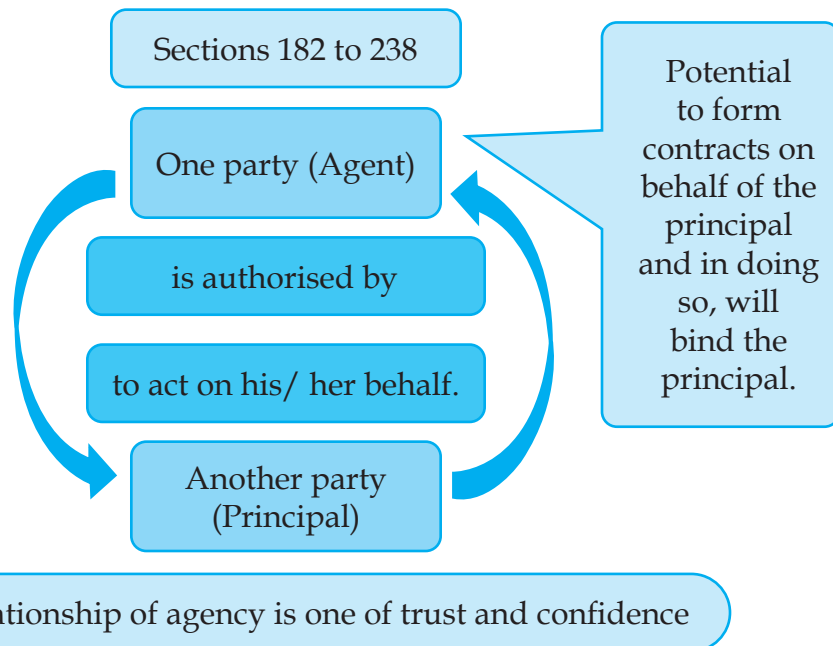 Sections 182 to 238
One party (Agent)
is authorised by
to act on his/ her behalf.
Another party
(Principal)
Potential
to form
contracts on
behalf of the
principal
and in doing
so, will
bind the
principal.
relationship of agency is one of trust and confidence